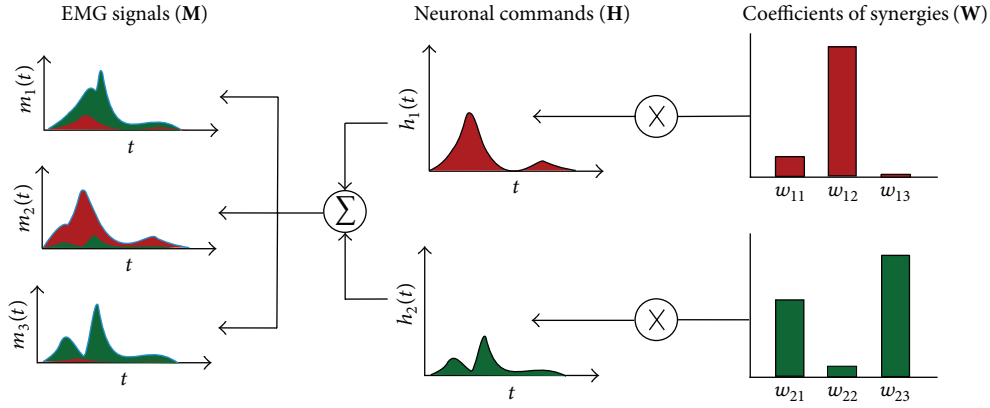 EMG signals (M)
Neuronal commands (H)
Coefficients of synergies (W)
m₁(t)
t
h₁(t)
t
×
w₁₁
w₁₂
w₁₃
m₂(t)
t
Σ
m₃(t)
t
h₂(t)
t
×
w₂₁
w₂₂
w₂₃